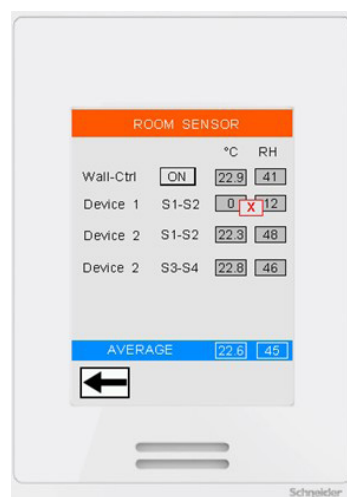 ROOM SENSOR
°C RH
Wall-Ctrl ON 22.9 41
Device 1 S1-S2 0 X 12
Device 2 S1-S2 22.3 48
Device 2 S3-S4 22.8 46
AVERAGE 22.6 45
Schneider